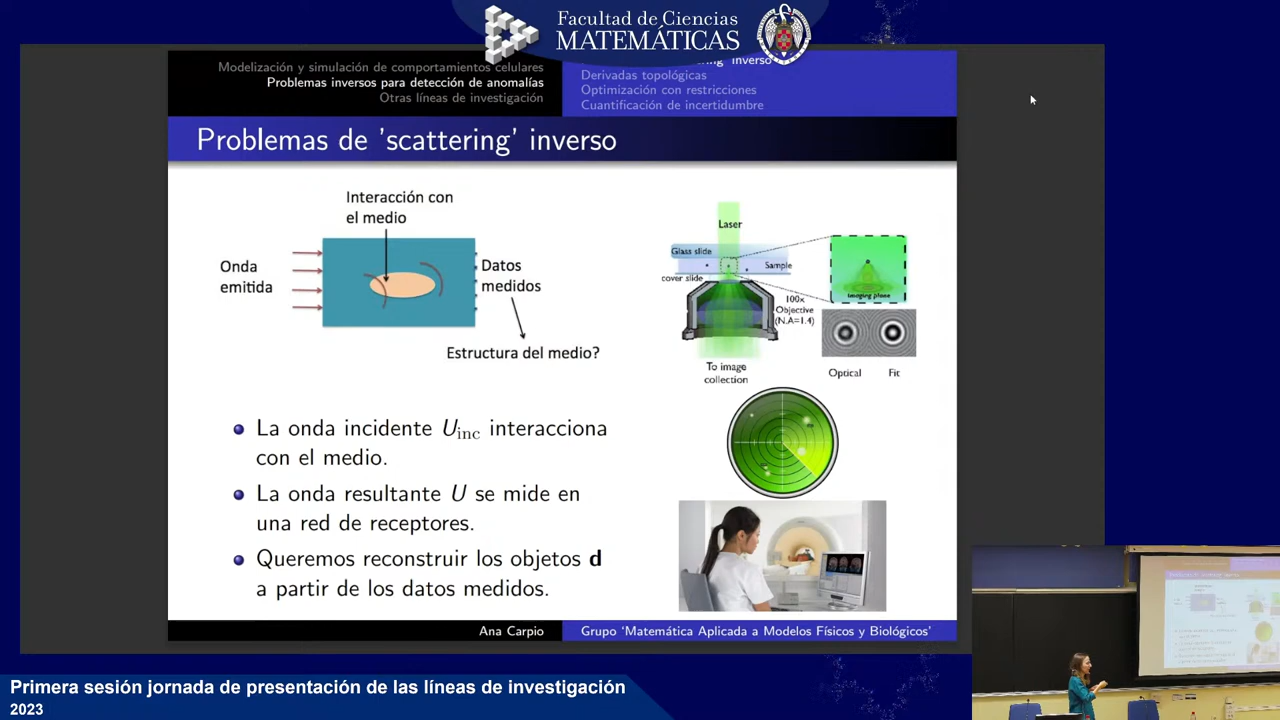 Facultad de Ciencias
MATEMÁTICAS
Modelización y simulación de comportamientos celulares
Problemas inversos para detección de anomalías
Otras líneas de investigación
inverso
Derivadas topológicas
Optimización con restricciones
Cuantificación de incertidumbre
Problemas de 'scattering' inverso
Interacción con
el medio
Onda
emitida
Datos
medidos
Estructura del medio?
Laser
Glass slide
Sample
cover slide
100x
Objective
(N.A=1.4)
To image
collection
Imaging plane
Optical
Fit
La onda incidente Uinc interacciona
con el medio.
La onda resultante U se mide en
una red de receptores.
Queremos reconstruir los objetos d
a partir de los datos medidos.
Ana Carpio
Grupo 'Matemática Aplicada a Modelos Físicos y Biológicos'
Primera sesión jornada de presentación de las líneas de investigación
2023